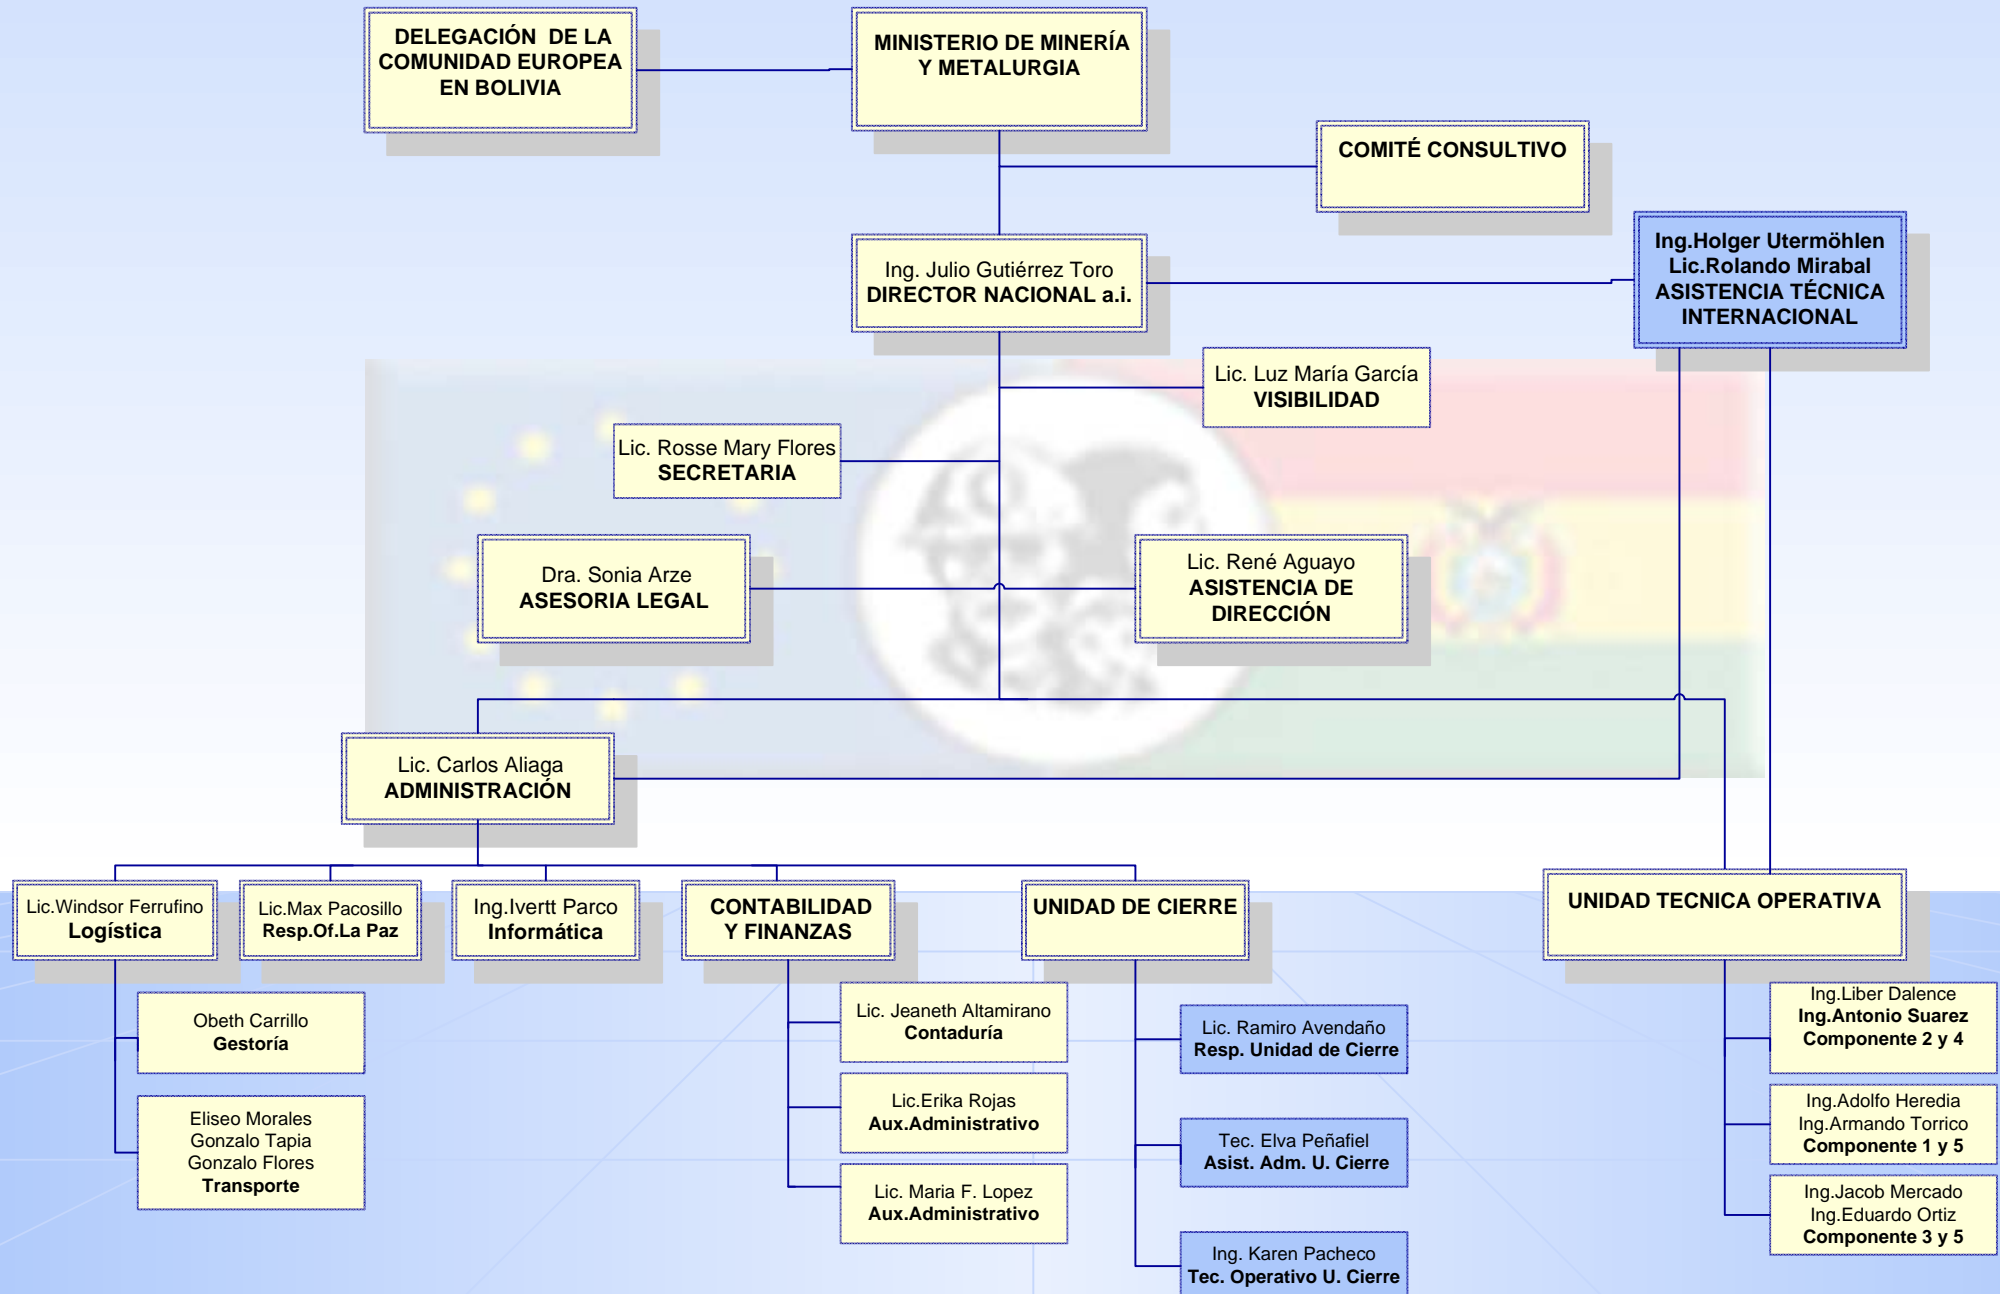 DELEGACIÓN DE LA
COMUNIDAD EUROPEA
EN BOLIVIA
MINISTERIO DE MINERÍA
Y METALURGIA
COMITÉ CONSULTIVO
Ing. Julio Gutiérrez Toro
DIRECTOR NACIONAL a.i.
Ing.Holger Utermöhlen
Lic.Rolando Mirabal
ASISTENCIA TÉCNICA
INTERNACIONAL
Lic. Luz María García
VISIBILIDAD
Lic. Rosse Mary Flores
SECRETARIA
Dra. Sonia Arze
ASESORIA LEGAL
Lic. René Aguayo
ASISTENCIA DE
DIRECCIÓN
Lic. Carlos Aliaga
ADMINISTRACIÓN
Lic.Windsor Ferrufino
Logística
Lic.Max Pacosillo
Resp.Of.La Paz
Ing.Ivertt Parco
Informática
CONTABILIDAD
Y FINANZAS
UNIDAD DE CIERRE
UNIDAD TECNICA OPERATIVA
Obeth Carrillo
Gestoría
Eliseo Morales
Gonzalo Tapia
Gonzalo Flores
Transporte
Lic. Jeaneth Altamirano
Contaduría
Lic.Erika Rojas
Aux.Administrativo
Lic. Maria F. Lopez
Aux.Administrativo
Lic. Ramiro Avendaño
Resp. Unidad de Cierre
Tec. Elva Peñafiel
Asist. Adm. U. Cierre
Ing. Karen Pacheco
Tec. Operativo U. Cierre
Ing.Liber Dalence
Ing.Antonio Suarez
Componente 2 y 4
Ing.Adolfo Heredia
Ing.Armando Torrico
Componente 1 y 5
Ing.Jacob Mercado
Ing.Eduardo Ortiz
Componente 3 y 5